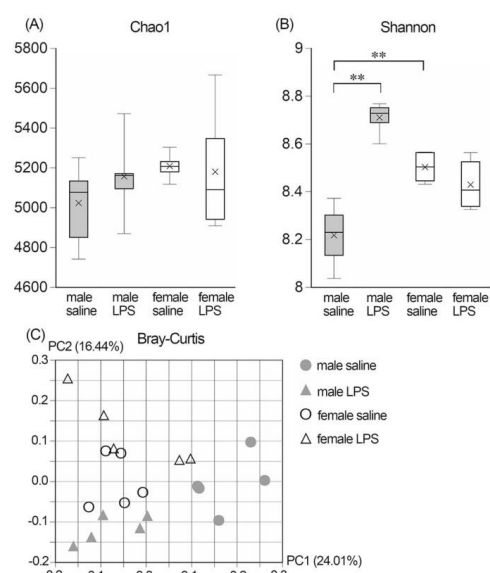 (A) Chao1
5800
5600
5400
5200
5000
4800
4600
male saline
male LPS
female saline
female LPS
(B) Shannon
9
8.8
8.6
8.4
8.2
8
**
**
male saline
male LPS
female saline
female LPS
(C) Bray-Curtis
PC2 (16.44%)
0.3
0.2
0.1
0.0
-0.1
-0.2
PC1 (24.01%)
male saline
male LPS
female saline
female LPS